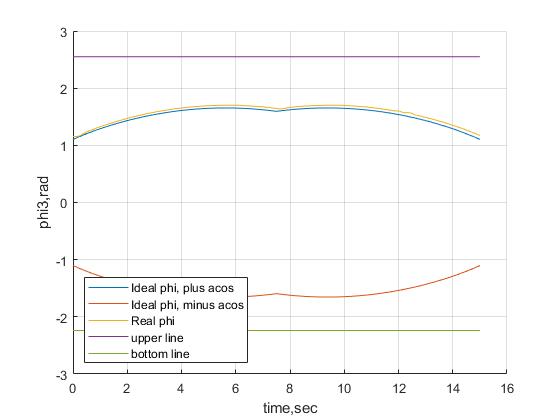 3
2
1
0
-1
-2
-3
phi3,rad
Ideal phi, plus acos
Ideal phi, minus acos
Real phi
upper line
bottom line
0 2 4 6 8 10 12 14 16
time,sec